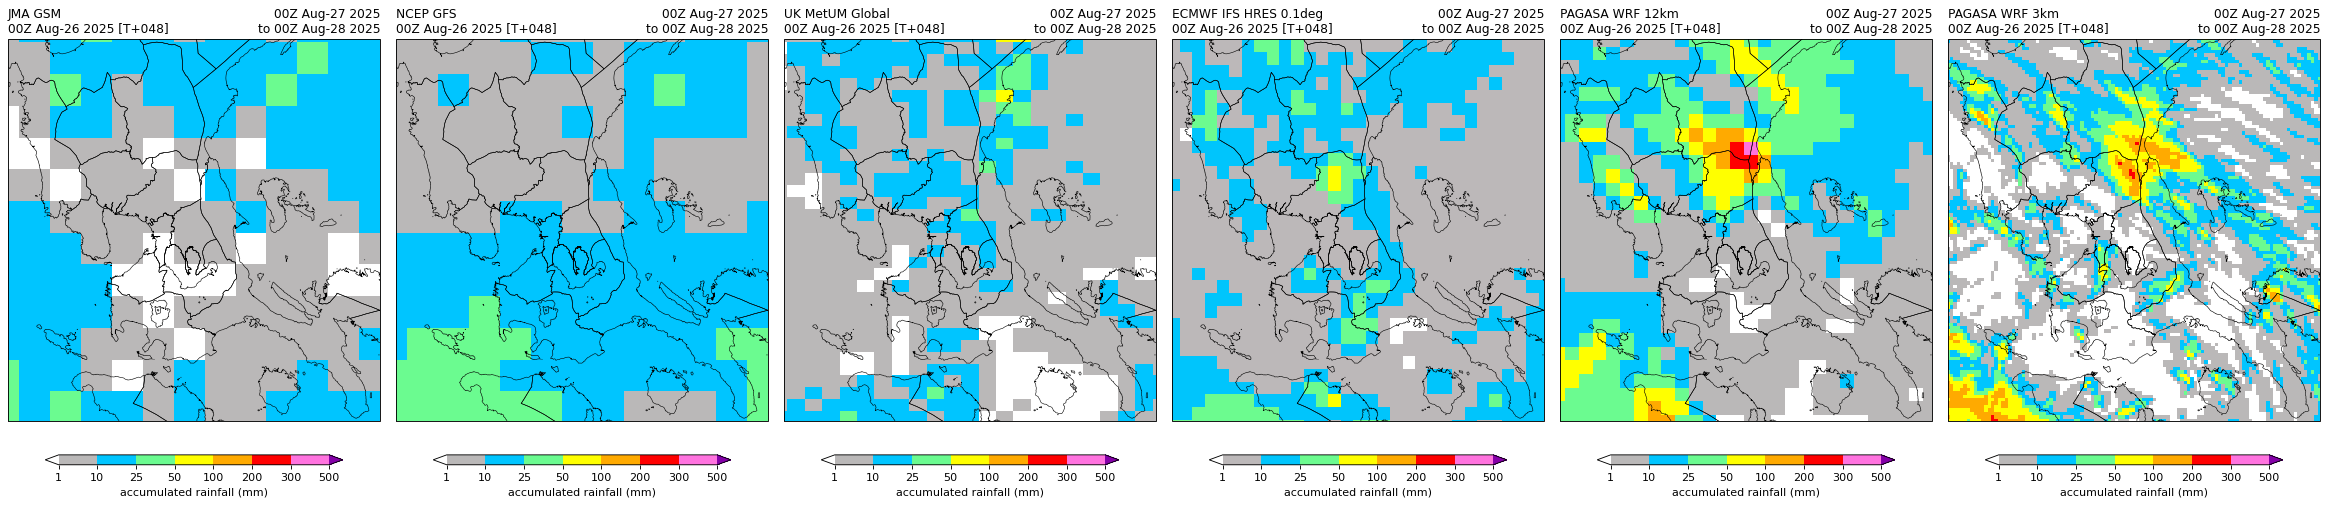 JMA GSM 00Z Aug-27 2025
00Z Aug-26 2025 [T+048] to 00Z Aug-28 2025
1 10 25 50 100 200 300 500
accumulated rainfall (mm)
NCEP GFS 00Z Aug-27 2025
00Z Aug-26 2025 [T+048] to 00Z Aug-28 2025
1 10 25 50 100 200 300 500
accumulated rainfall (mm)
UK MetUM Global 00Z Aug-27 2025
00Z Aug-26 2025 [T+048] to 00Z Aug-28 2025
1 10 25 50 100 200 300 500
accumulated rainfall (mm)
ECMWF IFS HRES 0.1deg 00Z Aug-27 2025
00Z Aug-26 2025 [T+048] to 00Z Aug-28 2025
1 10 25 50 100 200 300 500
accumulated rainfall (mm)
PAGASA WRF 12km 00Z Aug-27 2025
00Z Aug-26 2025 [T+048] to 00Z Aug-28 2025
1 10 25 50 100 200 300 500
accumulated rainfall (mm)
PAGASA WRF 3km 00Z Aug-27 2025
00Z Aug-26 2025 [T+048] to 00Z Aug-28 2025
1 10 25 50 100 200 300 500
accumulated rainfall (mm)